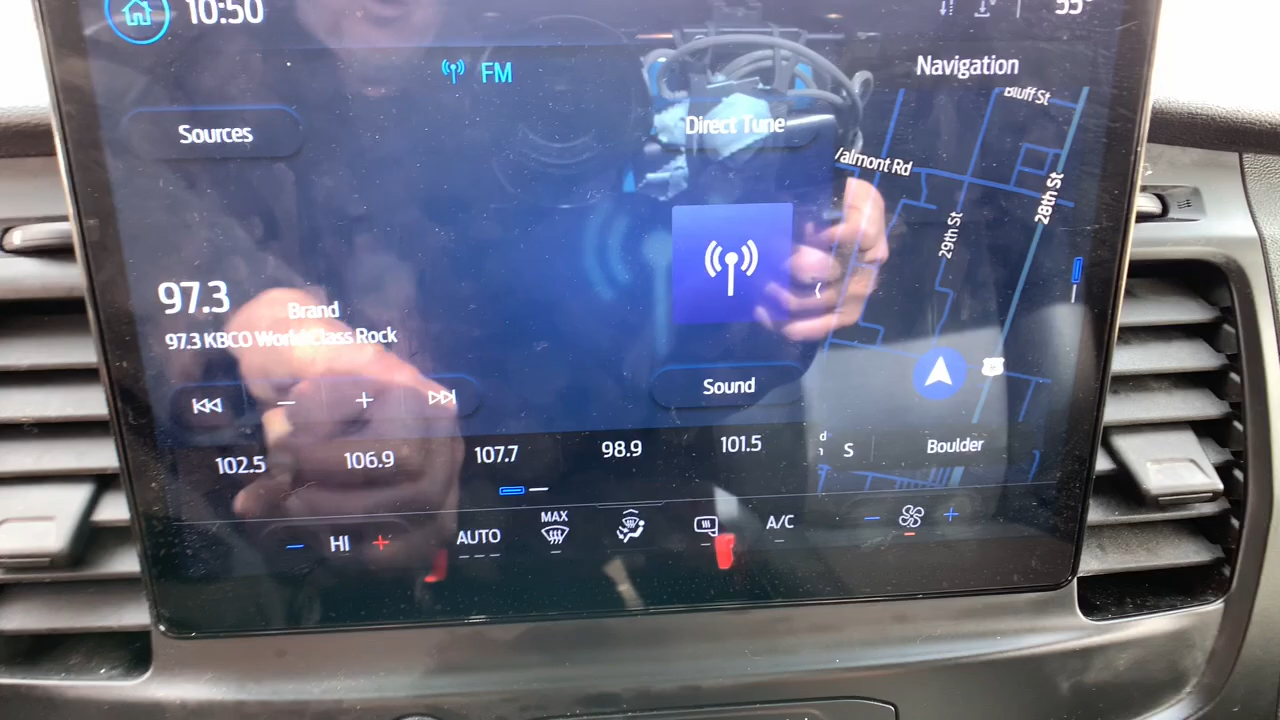 10:50
55°
FM
Navigation
Sources
Direct Tune
Bluff St
Valmont Rd
28th St
29th St
97.3
Brand
97.3 KBCO World Class Rock
Sound
102.5
106.9
107.7
98.9
101.5
S
Boulder
HI
AUTO
MAX
A/C